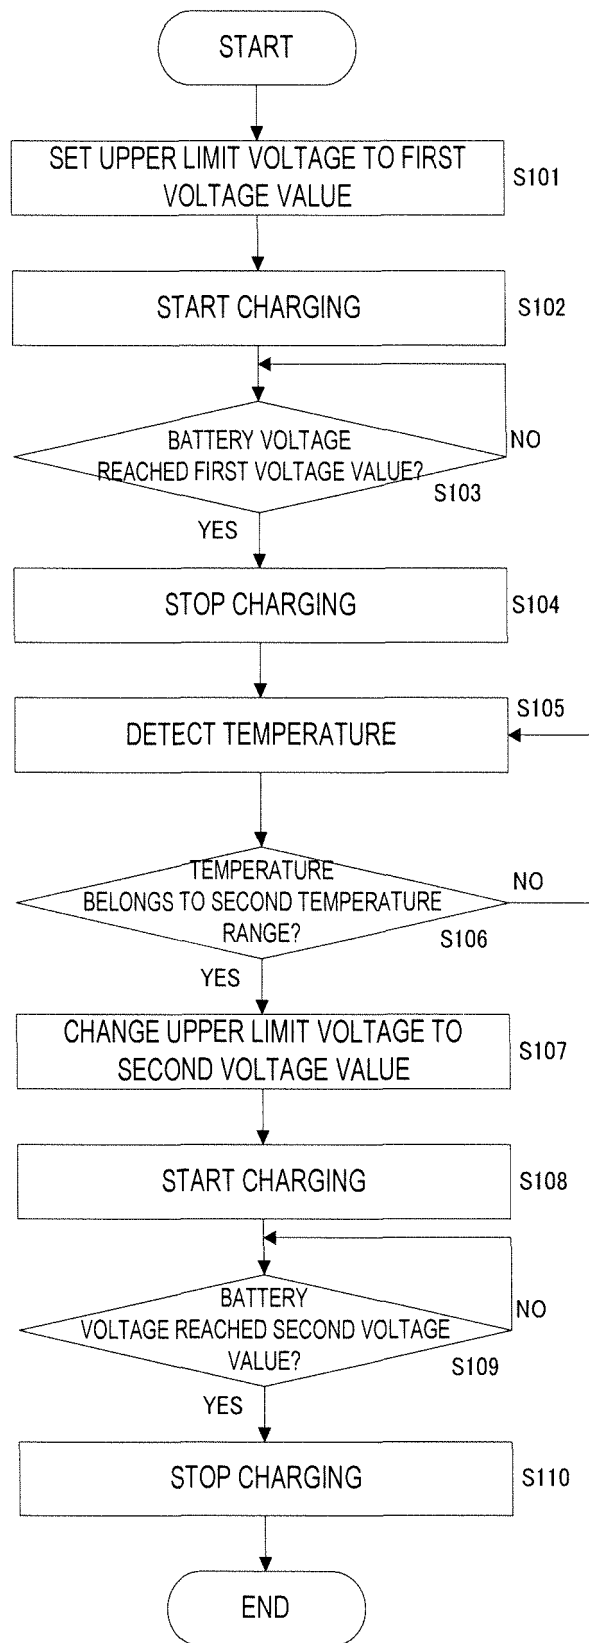 START
SET UPPER LIMIT VOLTAGE TO FIRST
VOLTAGE VALUE
S101
START CHARGING
S102
BATTERY VOLTAGE
REACHED FIRST VOLTAGE VALUE?
NO
S103
YES
STOP CHARGING
S104
DETECT TEMPERATURE
S105
TEMPERATURE
BELONGS TO SECOND TEMPERATURE
RANGE?
NO
S106
YES
CHANGE UPPER LIMIT VOLTAGE TO
SECOND VOLTAGE VALUE
S107
START CHARGING
S108
BATTERY
VOLTAGE REACHED SECOND VOLTAGE
VALUE?
NO
S109
YES
STOP CHARGING
S110
END